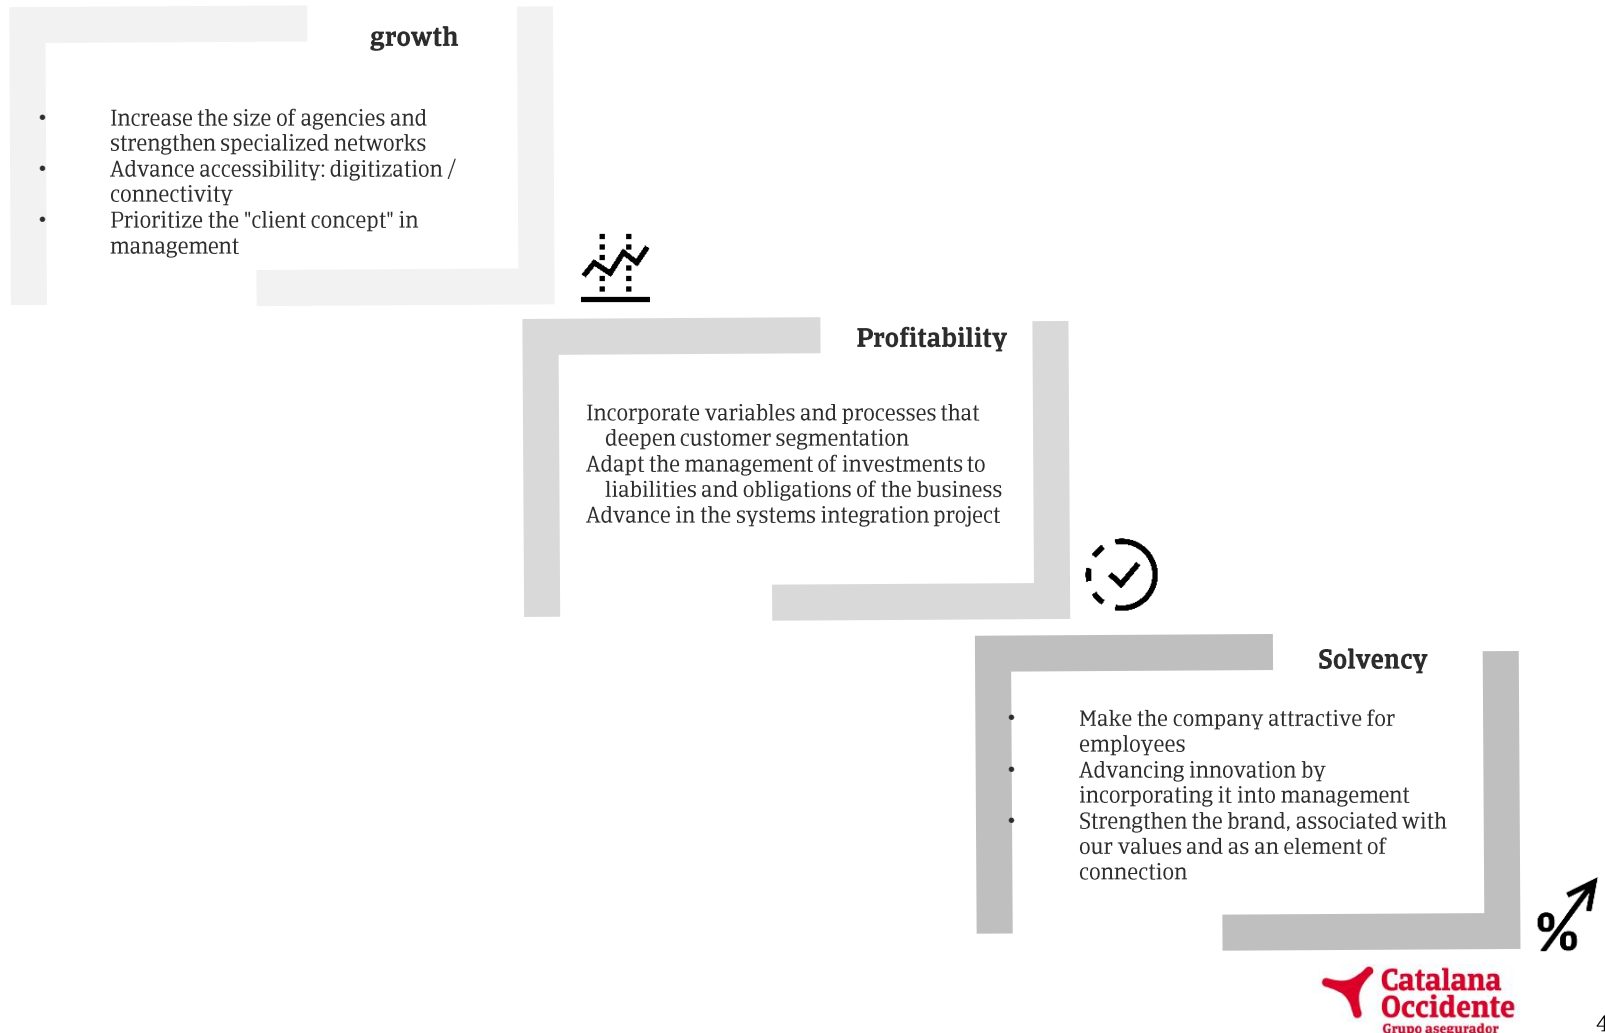 growth
• Increase the size of agencies and
strengthen specialized networks
• Advance accessibility: digitization /
connectivity
• Prioritize the "client concept" in
management
Profitability
Incorporate variables and processes that
deepen customer segmentation
Adapt the management of investments to
liabilities and obligations of the business
Advance in the systems integration project
Solvency
• Make the company attractive for
employees
• Advancing innovation by
incorporating it into management
• Strengthen the brand, associated with
our values and as an element of
connection
%
Catalana
Occidente
Grupo asegurador
4